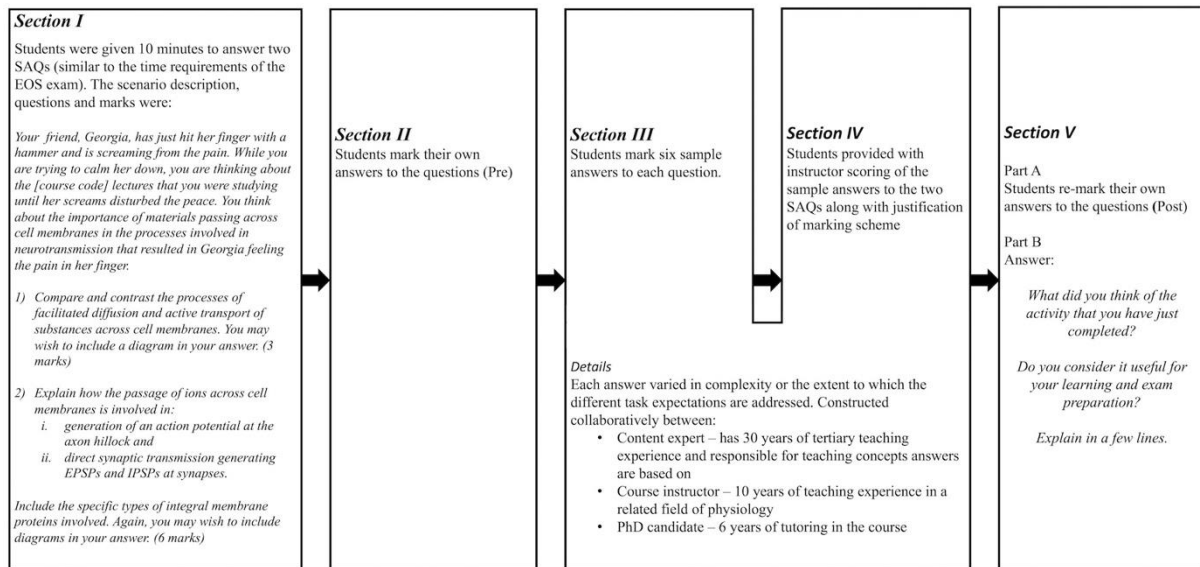 Section I
Students were given 10 minutes to answer two
SAQs (similar to the time requirements of the
EOS exam). The scenario description,
questions and marks were:
Your friend, Georgia, has just hit her finger with a
hammer and is screaming from the pain. While you
are trying to calm her down, you are thinking about
the [course code] lectures that you were studying
until her screams disturbed the peace. You think
about the importance of materials passing across
cell membranes in the processes involved in
neurotransmission that resulted in Georgia feeling
the pain in her finger.
1) Compare and contrast the processes of
facilitated diffusion and active transport of
substances across cell membranes. You may
wish to include a diagram in your answer. (3
marks)
2) Explain how the passage of ions across cell
membranes is involved in:
i. generation of an action potential at the
axon hillock and
ii. direct synaptic transmission generating
EPSPs and IPSPs at synapses.
Include the specific types of integral membrane
proteins involved. Again, you may wish to include
diagrams in your answer. (6 marks)
Section II
Students mark their own
answers to the questions (Pre)
Section III
Students mark six sample
answers to each question.
Section IV
Students provided with
instructor scoring of the
sample answers to the two
SAQs along with justification
of marking scheme
Details
Each answer varied in complexity or the extent to which the
different task expectations are addressed. Constructed
collaboratively between:
• Content expert – has 30 years of tertiary teaching
experience and responsible for teaching concepts answers
are based on
• Course instructor – 10 years of teaching experience in a
related field of physiology
• PhD candidate – 6 years of tutoring in the course
Section V
Part A
Students re-mark their own
answers to the questions (Post)
Part B
Answer:
What did you think of the
activity that you have just
completed?
Do you consider it useful for
your learning and exam
preparation?
Explain in a few lines.